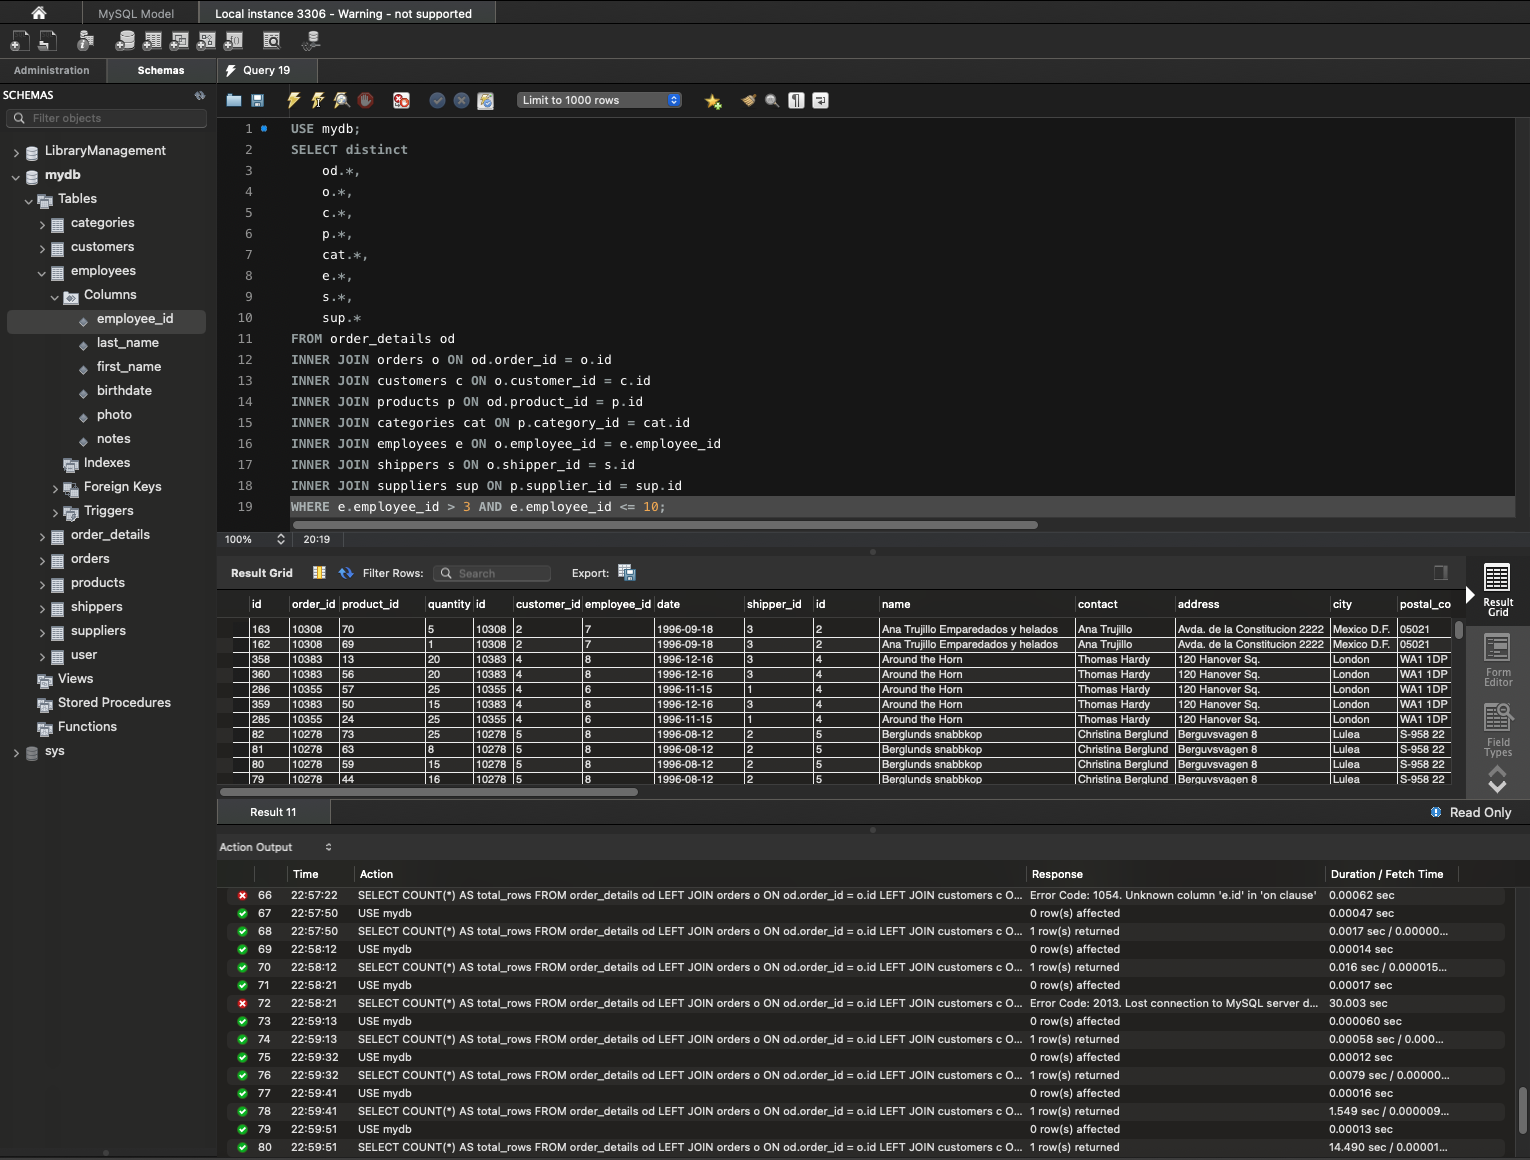 MySQL Model
Local instance 3306 - Warning - not supported
Administration
Schemas
Query 19
SCHEMAS
Filter objects
LibraryManagement
mydb
Tables
categories
customers
employees
Columns
employee_id
last_name
first_name
birthdate
photo
notes
Indexes
Foreign Keys
Triggers
order_details
orders
products
shippers
suppliers
user
Views
Stored Procedures
Functions
sys
Limit to 1000 rows
1 USE mydb;
2 SELECT distinct
3 od.*,
4 o.*,
5 c.*,
6 p.*,
7 cat.*,
8 e.*,
9 s.*,
10 sup.*
11 FROM order_details od
12 INNER JOIN orders o ON od.order_id = o.id
13 INNER JOIN customers c ON o.customer_id = c.id
14 INNER JOIN products p ON od.product_id = p.id
15 INNER JOIN categories cat ON p.category_id = cat.id
16 INNER JOIN employees e ON o.employee_id = e.employee_id
17 INNER JOIN shippers s ON o.shipper_id = s.id
18 INNER JOIN suppliers sup ON p.supplier_id = sup.id
19 WHERE e.employee_id > 3 AND e.employee_id <= 10;
100% 20:19
Result Grid Filter Rows: Search Export:
id order_id product_id quantity id customer_id employee_id date shipper_id id name contact address city postal_co
163 10308 70 5 10308 2 7 1996-09-18 3 2 Ana Trujillo Emparedados y helados Ana Trujillo Avda. de la Constitucion 2222 Mexico D.F. 05021
162 10308 69 1 10308 2 7 1996-09-18 3 2 Ana Trujillo Emparedados y helados Ana Trujillo Avda. de la Constitucion 2222 Mexico D.F. 05021
358 10383 13 20 10383 4 8 1996-12-16 3 4 Around the Horn Thomas Hardy 120 Hanover Sq. London WA1 1DP
360 10383 56 20 10383 4 8 1996-12-16 3 4 Around the Horn Thomas Hardy 120 Hanover Sq. London WA1 1DP
286 10355 57 25 10355 4 6 1996-11-15 1 4 Around the Horn Thomas Hardy 120 Hanover Sq. London WA1 1DP
359 10383 50 15 10383 4 8 1996-12-16 3 4 Around the Horn Thomas Hardy 120 Hanover Sq. London WA1 1DP
285 10355 24 25 10355 4 6 1996-11-15 1 4 Around the Horn Thomas Hardy 120 Hanover Sq. London WA1 1DP
82 10278 73 25 10278 5 8 1996-08-12 2 5 Berglunds snabbkop Christina Berglund Berguvsvagen 8 Lulea S-958 22
81 10278 63 8 10278 5 8 1996-08-12 2 5 Berglunds snabbkop Christina Berglund Berguvsvagen 8 Lulea S-958 22
80 10278 59 15 10278 5 8 1996-08-12 2 5 Berglunds snabbkop Christina Berglund Berguvsvagen 8 Lulea S-958 22
79 10278 44 16 10278 5 8 1996-08-12 2 5 Berglunds snabbkop Christina Berglund Berguvsvagen 8 Lulea S-958 22
Result
Grid
Form
Editor
Field
Types
Result 11
Read Only
Action Output
Time Action Response Duration / Fetch Time
66 22:57:22 SELECT COUNT(*) AS total_rows FROM order_details od LEFT JOIN orders o ON od.order_id = o.id LEFT JOIN customers c O... Error Code: 1054. Unknown column 'e.id' in 'on clause' 0.00062 sec
67 22:57:50 USE mydb 0 row(s) affected 0.00047 sec
68 22:57:50 SELECT COUNT(*) AS total_rows FROM order_details od LEFT JOIN orders o ON od.order_id = o.id LEFT JOIN customers c O... 1 row(s) returned 0.0017 sec / 0.00000...
69 22:58:12 USE mydb 0 row(s) affected 0.00014 sec
70 22:58:12 SELECT COUNT(*) AS total_rows FROM order_details od LEFT JOIN orders o ON od.order_id = o.id LEFT JOIN customers c O... 1 row(s) returned 0.016 sec / 0.000015...
71 22:58:21 USE mydb 0 row(s) affected 0.00017 sec
72 22:58:21 SELECT COUNT(*) AS total_rows FROM order_details od LEFT JOIN orders o ON od.order_id = o.id LEFT JOIN customers c O... Error Code: 2013. Lost connection to MySQL server d... 30.003 sec
73 22:59:13 USE mydb 0 row(s) affected 0.000060 sec
74 22:59:13 SELECT COUNT(*) AS total_rows FROM order_details od LEFT JOIN orders o ON od.order_id = o.id LEFT JOIN customers c O... 1 row(s) returned 0.00058 sec / 0.000...
75 22:59:32 USE mydb 0 row(s) affected 0.00012 sec
76 22:59:32 SELECT COUNT(*) AS total_rows FROM order_details od LEFT JOIN orders o ON od.order_id = o.id LEFT JOIN customers c O... 1 row(s) returned 0.0079 sec / 0.00000...
77 22:59:41 USE mydb 0 row(s) affected 0.00016 sec
78 22:59:41 SELECT COUNT(*) AS total_rows FROM order_details od LEFT JOIN orders o ON od.order_id = o.id LEFT JOIN customers c O... 1 row(s) returned 1.549 sec / 0.000009...
79 22:59:51 USE mydb 0 row(s) affected 0.00013 sec
80 22:59:51 SELECT COUNT(*) AS total_rows FROM order_details od LEFT JOIN orders o ON od.order_id = o.id LEFT JOIN customers c O... 1 row(s) returned 14.490 sec / 0.00001...